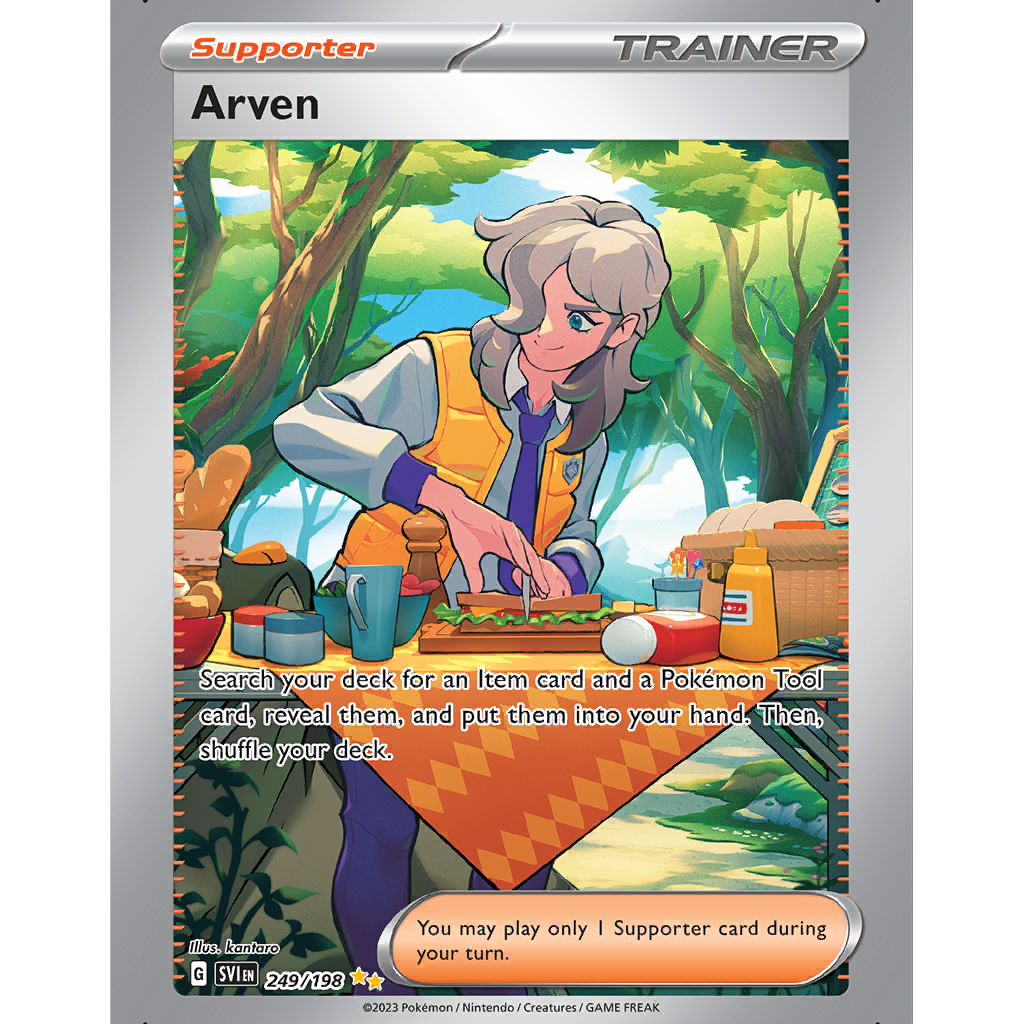 Supporter
TRAINER
Arven
Search your deck for an Item card and a Pokémon Tool
card, reveal them, and put them into your hand. Then,
shuffle your deck.
You may play only 1 Supporter card during
your turn.
Illus. kantaro
G SVI EN 249/198
©2023 Pokémon / Nintendo / Creatures / GAME FREAK